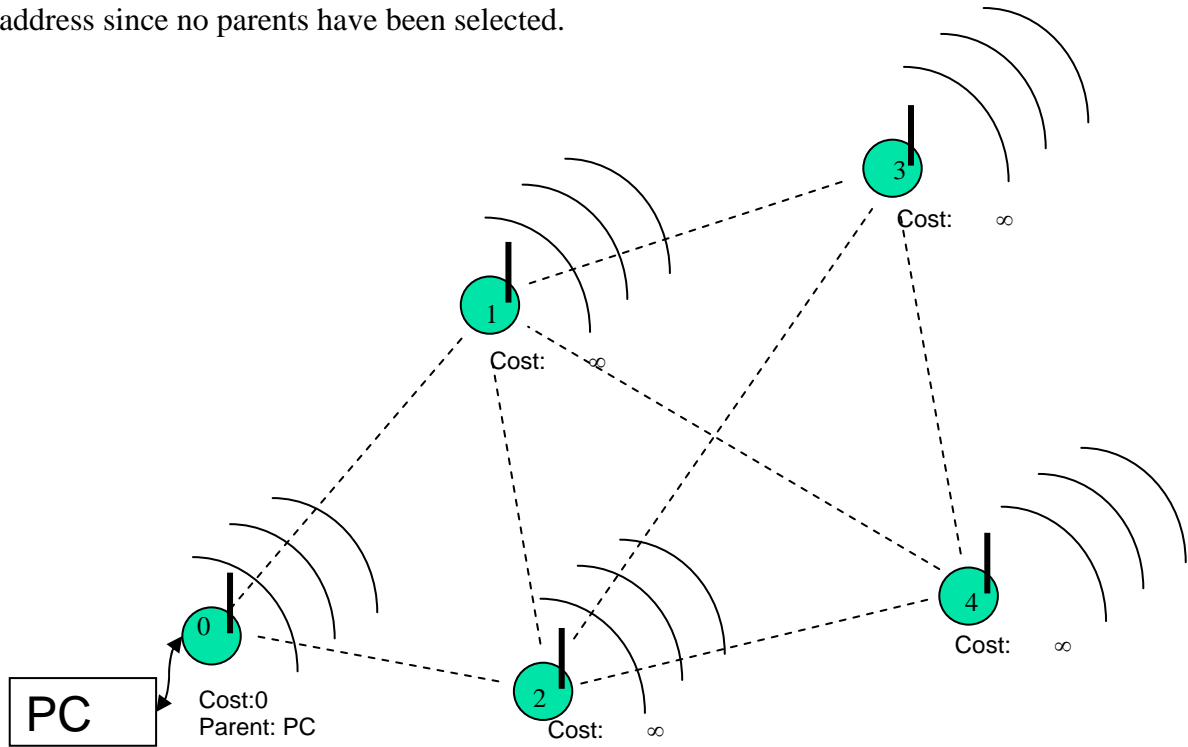 address since no parents have been selected.
3
Cost: ∞
1
Cost: ∞
4
Cost: ∞
0
Cost:0
Parent: PC
PC
2
Cost: ∞